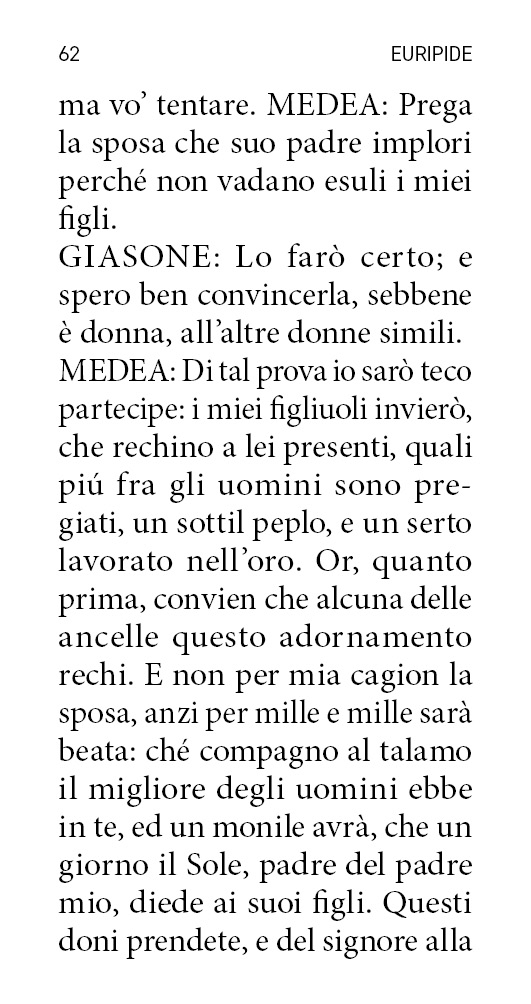 62 EURIPIDE
ma vo’ tentare. MEDEA: Prega
la sposa che suo padre implori
perché non vadano esuli i miei
figli.
GIASONE: Lo farò certo; e
spero ben convincerla, sebbene
è donna, all’altre donne simili.
MEDEA: Di tal prova io sarò teco
partecipe: i miei figliuoli invierò,
che rechino a lei presenti, quali
piú fra gli uomini sono pre-
giati, un sottil peplo, e un serto
lavorato nell’oro. Or, quanto
prima, convien che alcuna delle
ancelle questo adornamento
rechi. E non per mia cagion la
sposa, anzi per mille e mille sarà
beata: ché compagno al talamo
il migliore degli uomini ebbe
in te, ed un monile avrà, che un
giorno il Sole, padre del padre
mio, diede ai suoi figli. Questi
doni prendete, e del signore alla